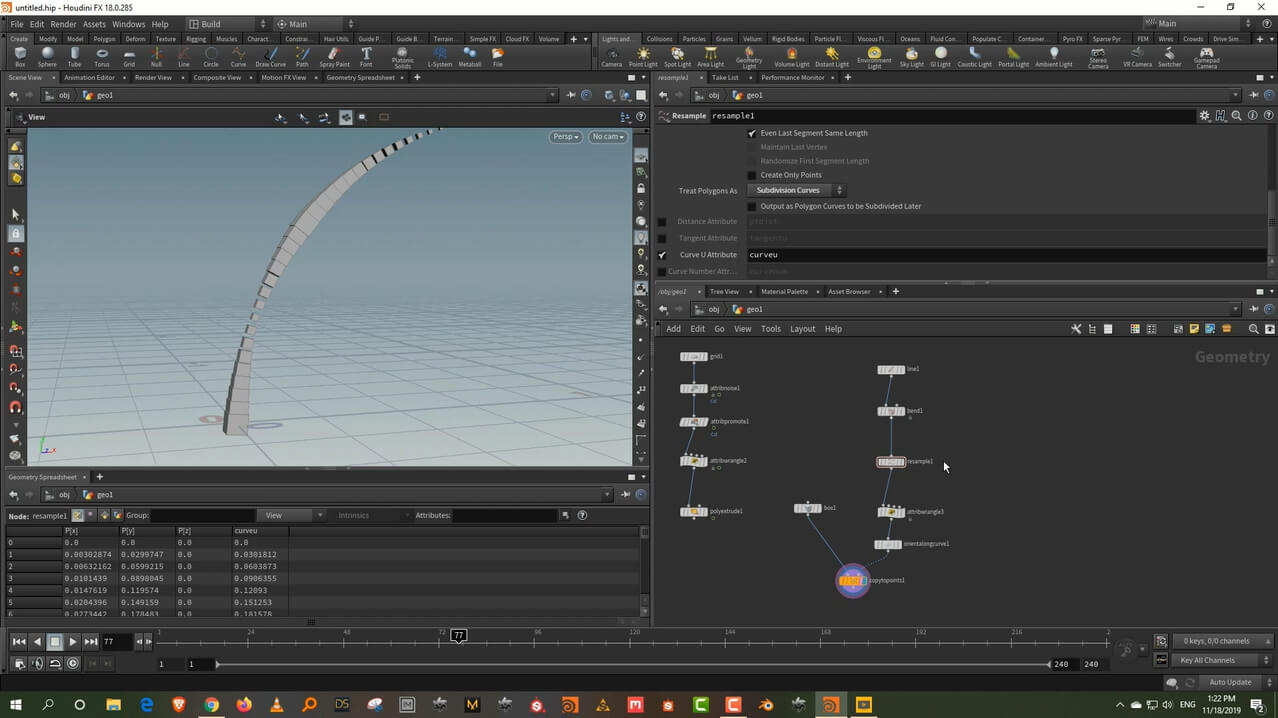 untitled.hip - Houdini FX 18.0.285
File Edit Render Assets Windows Help Build Main Main
Create Modify Model Polygon Deform Texture Rigging Muscles Charact... Constrai... Hair Utils Guide P... Guide B... Terrain... Simple FX Cloud FX Volume
Lights and... Collisions Particles Grains Vellum Rigid Bodies Particle Fl... Viscous Fl... Oceans Fluid Con... Populate C... Container... Pyro FX Sparse Pyr... FEM Wires Crowds Drive Sim...
Box Sphere Tube Torus Grid Null Line Circle Curve Draw Curve Path Spray Paint Font Platonic Solids L-System Metaball File
Camera Point Light Spot Light Area Light Geometry Light Volume Light Distant Light Environment Light Sky Light GI Light Caustic Light Portal Light Ambient Light Stereo Camera VR Camera Switcher Gamepad Camera
Scene View Animation Editor Render View Composite View Motion FX View Geometry Spreadsheet
resample1 Take List Performance Monitor
obj geo1
obj geo1
View
Resample resample1
Persp No cam
Even Last Segment Same Length
Maintain Last Vertex
Randomize First Segment Length
Create Only Points
Treat Polygons As Subdivision Curves
Output as Polygon Curves to be Subdivided Later
Distance Attribute ptdist
Tangent Attribute tangentu
Curve U Attribute curveu
Curve Number Attr... curvenum
/obj/geo1 Tree View Material Palette Asset Browser
obj geo1
Add Edit Go View Tools Layout Help
Geometry
grid1
attribnoise1
Cd
attribpromote1
Cd
attribwrangle2
polyextrude1
line1
bend1
resample1
box1
attribwrangle3
orientalongcurve1
copytopoints1
Geometry Spreadsheet
obj geo1
Node: resample1 Group: View Intrinsics Attributes:
P[x] P[y] P[z] curveu
0 0.0 0.0 0.0 0.0
1 0.00302874 0.0299747 0.0 0.0301812
2 0.00632162 0.0599215 0.0 0.0603873
3 0.0101439 0.0898045 0.0 0.0906355
4 0.0147619 0.119574 0.0 0.12093
5 0.0204396 0.149159 0.0 0.151253
6 0.0273442 0.178483 0.0 0.181578
77 1 24 48 72 77 96 120 144 168 192 216 2
1 1 240 240
0 keys, 0/0 channels
Key All Channels
Auto Update
ENG
1:22 PM
11/18/2019